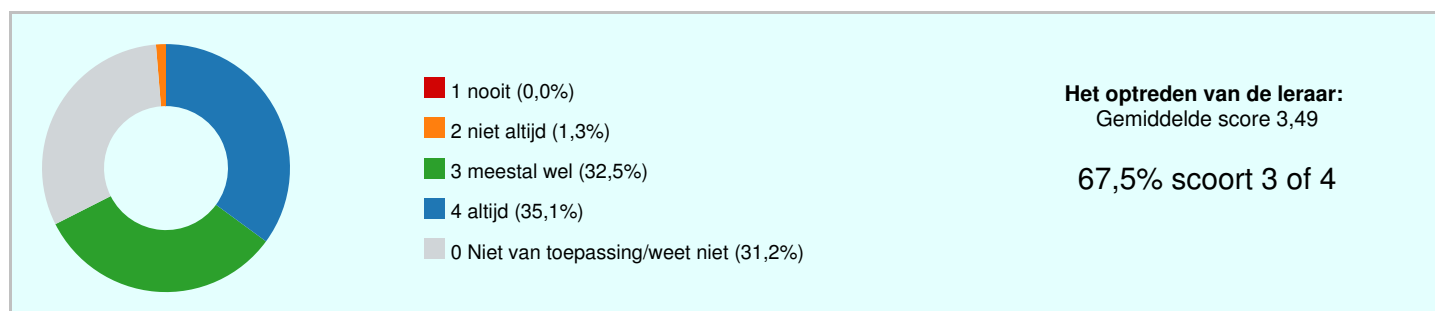 1 nooit (0,0%)
2 niet altijd (1,3%)
3 meestal wel (32,5%)
4 altijd (35,1%)
0 Niet van toepassing/weet niet (31,2%)
Het optreden van de leraar:
Gemiddelde score 3,49
67,5% scoort 3 of 4